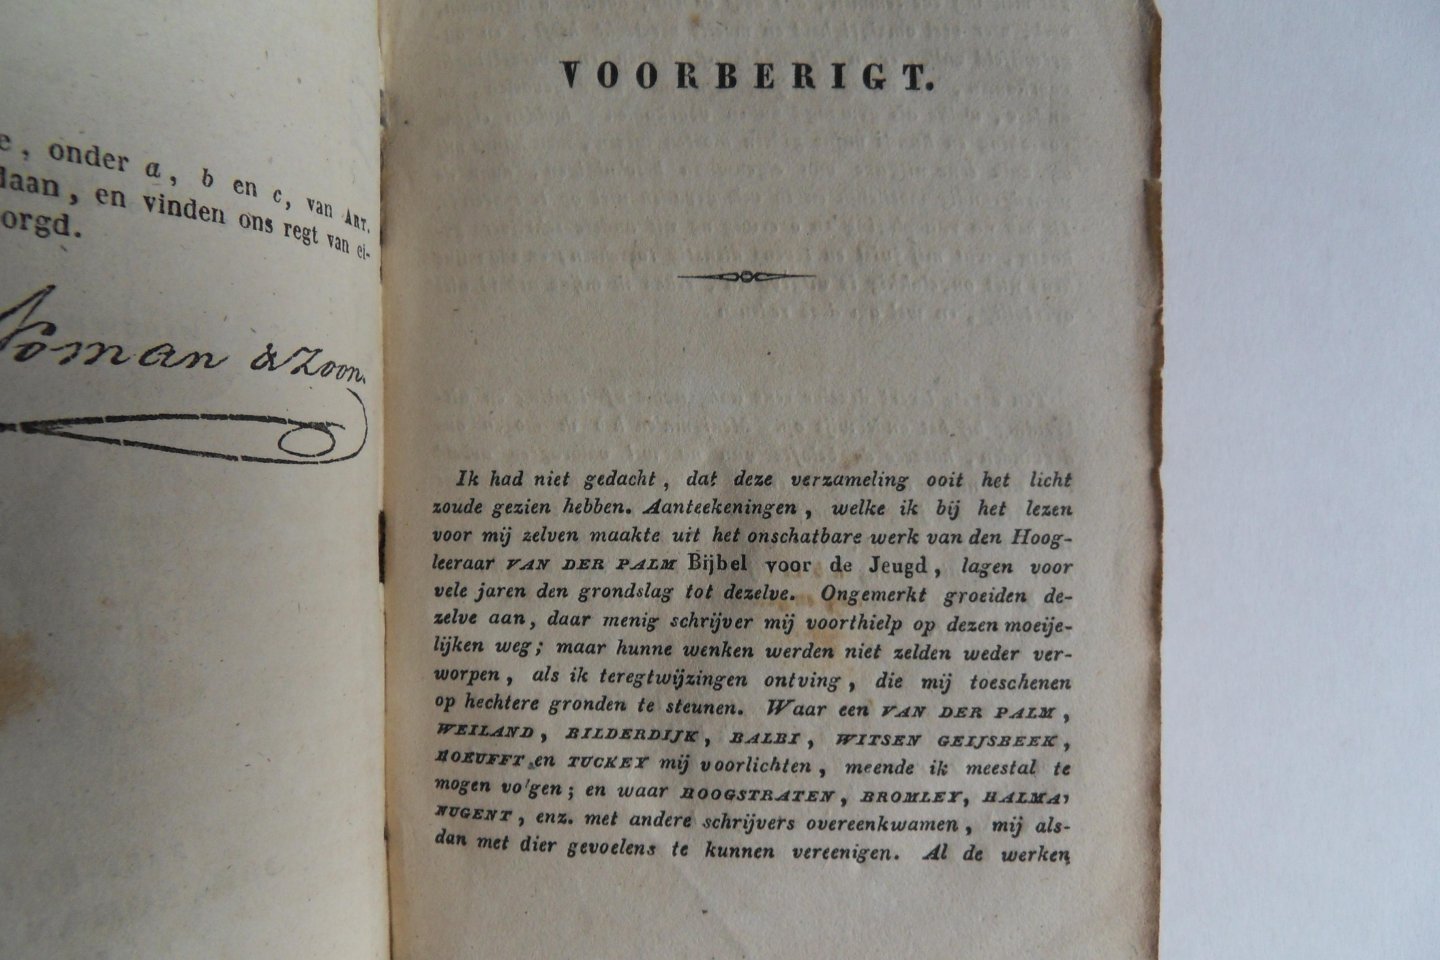 , onder a, b en c, van ART.
, en vinden ons regt van ei-
Noman & Zoon.
VOORBERIGT.
Ik had niet gedacht, dat deze verzameling ooit het licht
zoude gezien hebben. Aanteekeningen, welke ik bij het lezen
voor mij zelven maakte uit het onschatbare werk van den Hoog-
leeraar VAN DER PALM Bijbel voor de Jeugd, lagen voor
vele jaren den grondslag tot dezelve. Ongemerkt groeiden de-
zelve aan, daar menig schrijver mij voorthielp op dezen moeije-
lijken weg; maar hunne wenken werden niet zelden weder ver-
worpen, als ik teregtwijzingen ontving, die mij toeschenen
op hechtere gronden te steunen. Waar een VAN DER PALM,
WEILAND, BILDERDIJK, BALBI, WITSEN GEIJSBEEK,
HOEUFFT en TUCKEY mij voorlichten, meende ik meestal te
mogen vo'gen; en waar HOOGSTRATEN, BROMLEY, HALMA,
NUGENT, enz. met andere schrijvers overeenkwamen, mij als-
dan met dier gevoelens te kunnen vereenigen. Al de werken